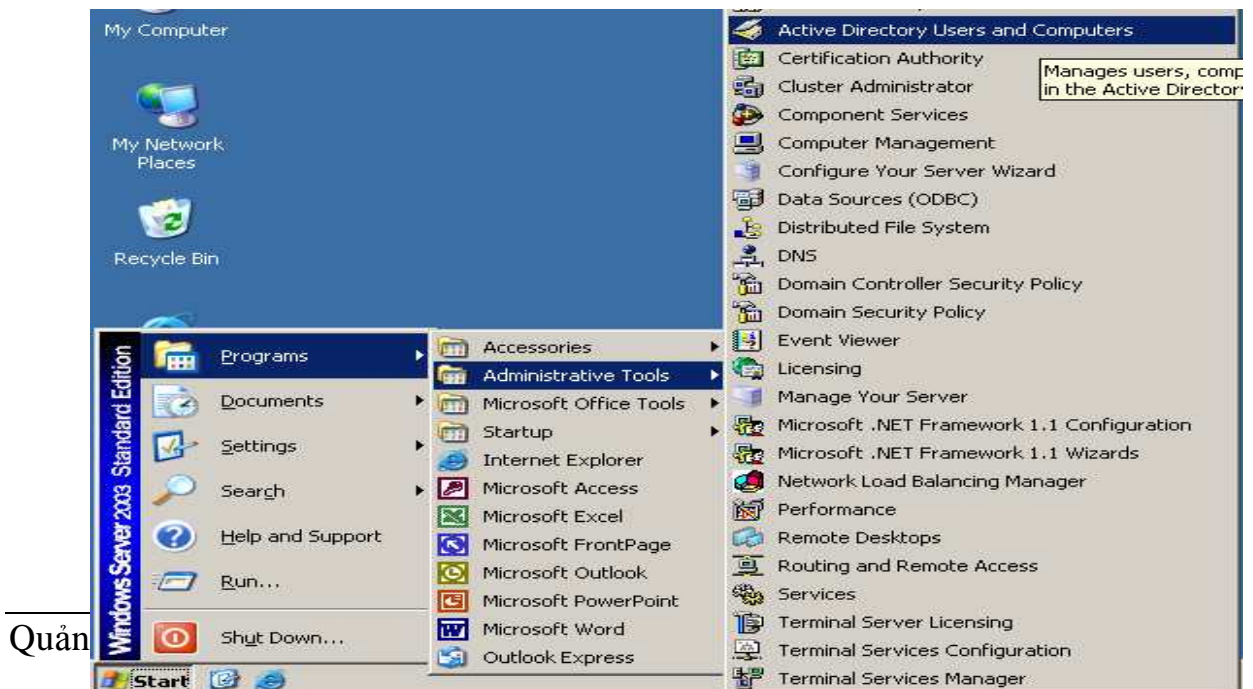 My Computer
My Network
Places
Recycle Bin
Windows Server 2003 Standard Edition
Programs
Documents
Settings
Search
Help and Support
Run...
Shut Down...
Start
Accessories
Administrative Tools
Microsoft Office Tools
Startup
Internet Explorer
Microsoft Access
Microsoft Excel
Microsoft FrontPage
Microsoft Outlook
Microsoft PowerPoint
Microsoft Word
Outlook Express
Active Directory Users and Computers
Certification Authority
Cluster Administrator
Component Services
Computer Management
Configure Your Server Wizard
Data Sources (ODBC)
Distributed File System
DNS
Domain Controller Security Policy
Domain Security Policy
Event Viewer
Licensing
Manage Your Server
Microsoft .NET Framework 1.1 Configuration
Microsoft .NET Framework 1.1 Wizards
Network Load Balancing Manager
Performance
Remote Desktops
Routing and Remote Access
Services
Terminal Server Licensing
Terminal Services Configuration
Terminal Services Manager
Manages users, comp
in the Active Director
Quản